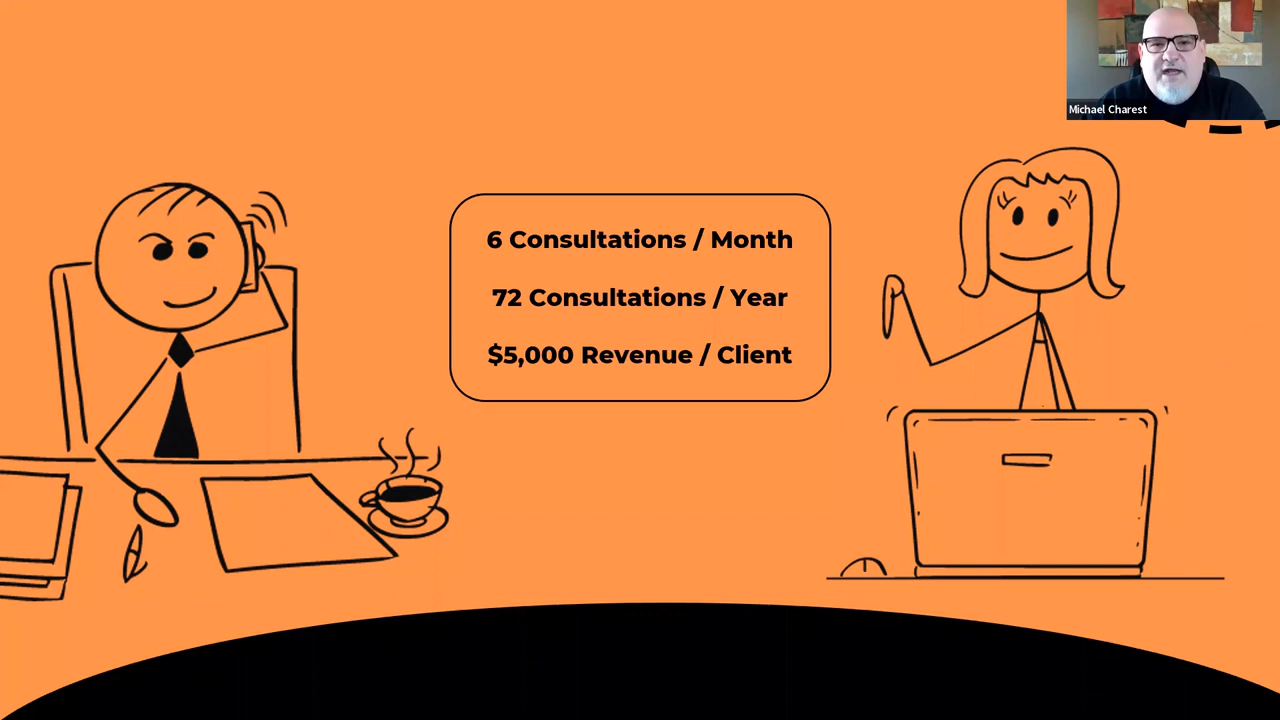 Michael Charest
6 Consultations / Month
72 Consultations / Year
$5,000 Revenue / Client